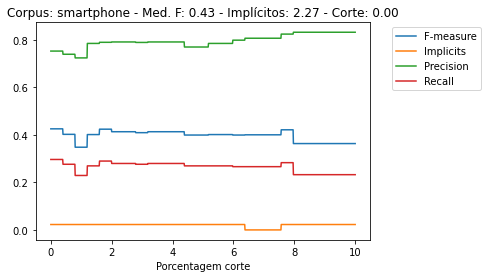 Corpus: smartphone - Med. F: 0.43 - Implícitos: 2.27 - Corte: 0.00
F-measure
Implicits
Precision
Recall
0.8
0.6
0.4
0.2
0.0
0 2 4 6 8 10
Porcentagem corte